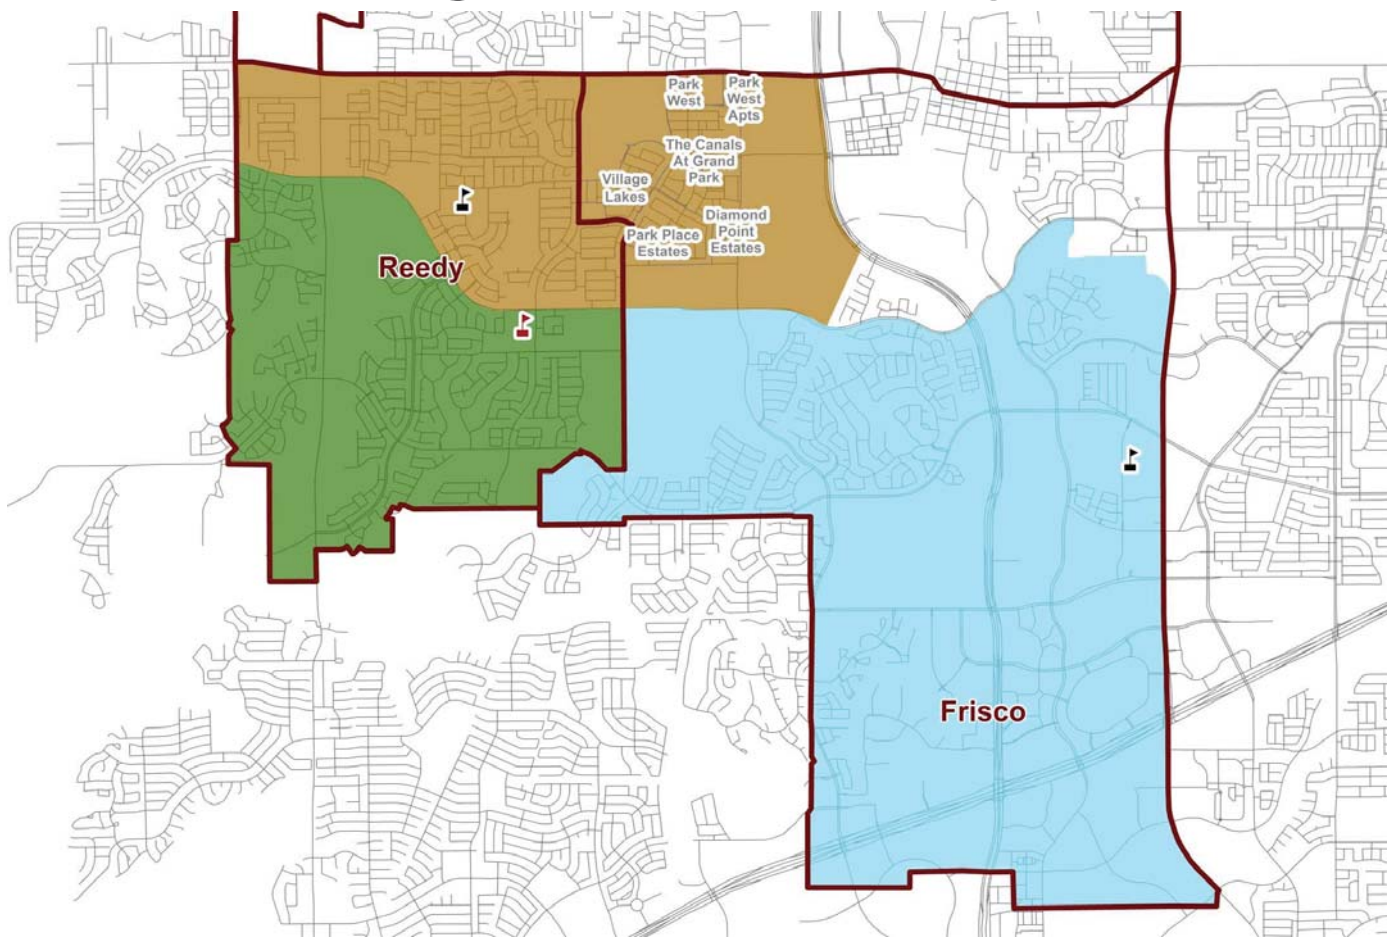 Park
West
Park
West
Apts
The Canals
At Grand
Park
Village
Lakes
Diamond
Point
Estates
Park Place
Estates
Reedy
Frisco